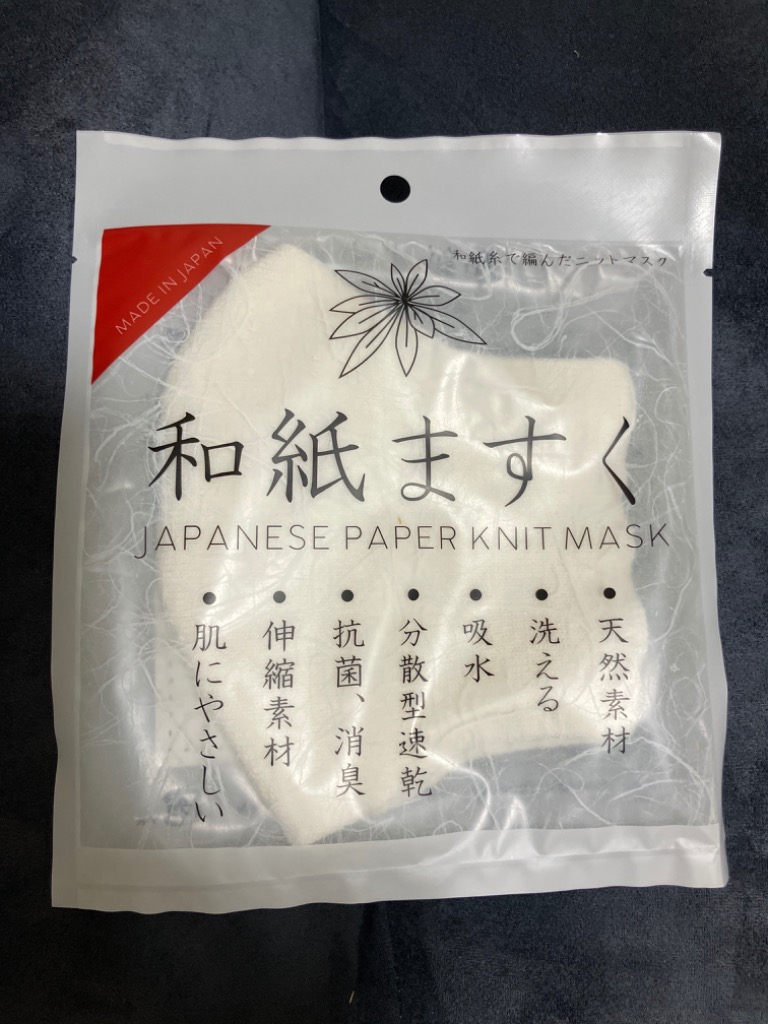 MADE IN JAPAN
和紙糸で編んだニットマスク
和紙ますく
JAPANESE PAPER KNIT MASK
●天然素材
●洗える
●吸水
●分散型速乾
●抗菌、消臭
●伸縮素材
●肌にやさしい